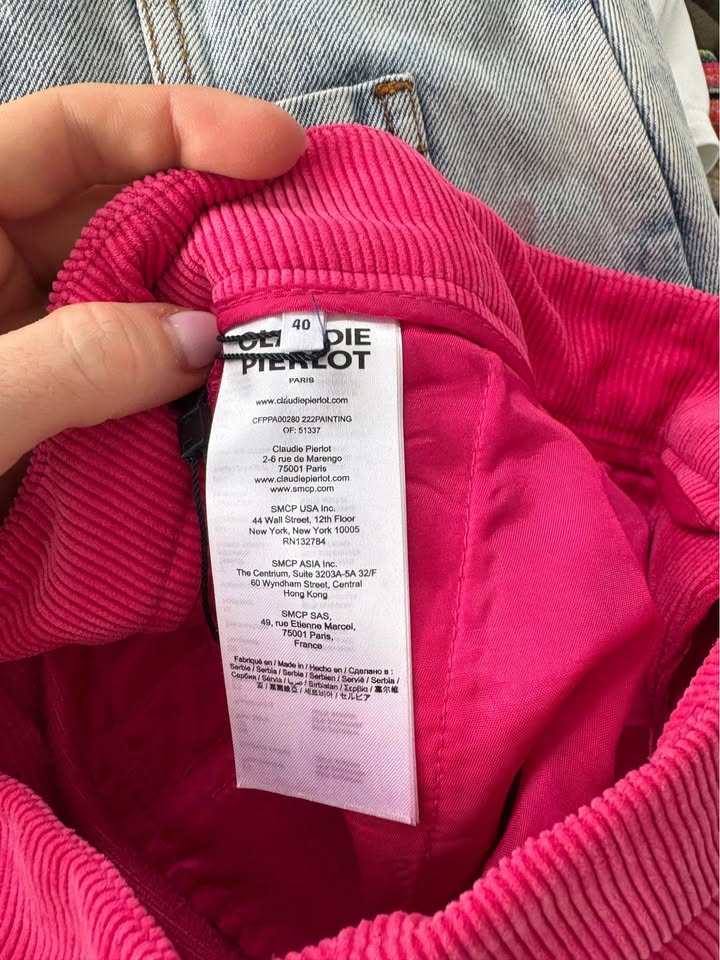 40
CLAUDIE
PIERLOT
PARIS
www.claudiepierlot.com
CFPPA00280 222PAINTING
OF: 51337
Claudie Pierlot
2-6 rue de Marengo
75001 Paris
www.claudiepierlot.com
www.smcp.com
SMCP USA Inc.
44 Wall Street, 12th Floor
New York, New York 10005
RN132784
SMCP ASIA Inc.
The Centrium, Suite 3203A-5A 32/F
60 Wyndham Street, Central
Hong Kong
SMCP SAS,
49, rue Etienne Marcel,
75001 Paris,
France
Fabriqué en / Made in / Hecho en / Сделано в :
Serbie / Serbia / Serbia / Serbien / Servië / Serbia /
Сербия / Sérvia / صربيا / Sirbistan / Σερβία / 塞尔维
亚 / 塞爾維亞 / 세르비아 / セルビア